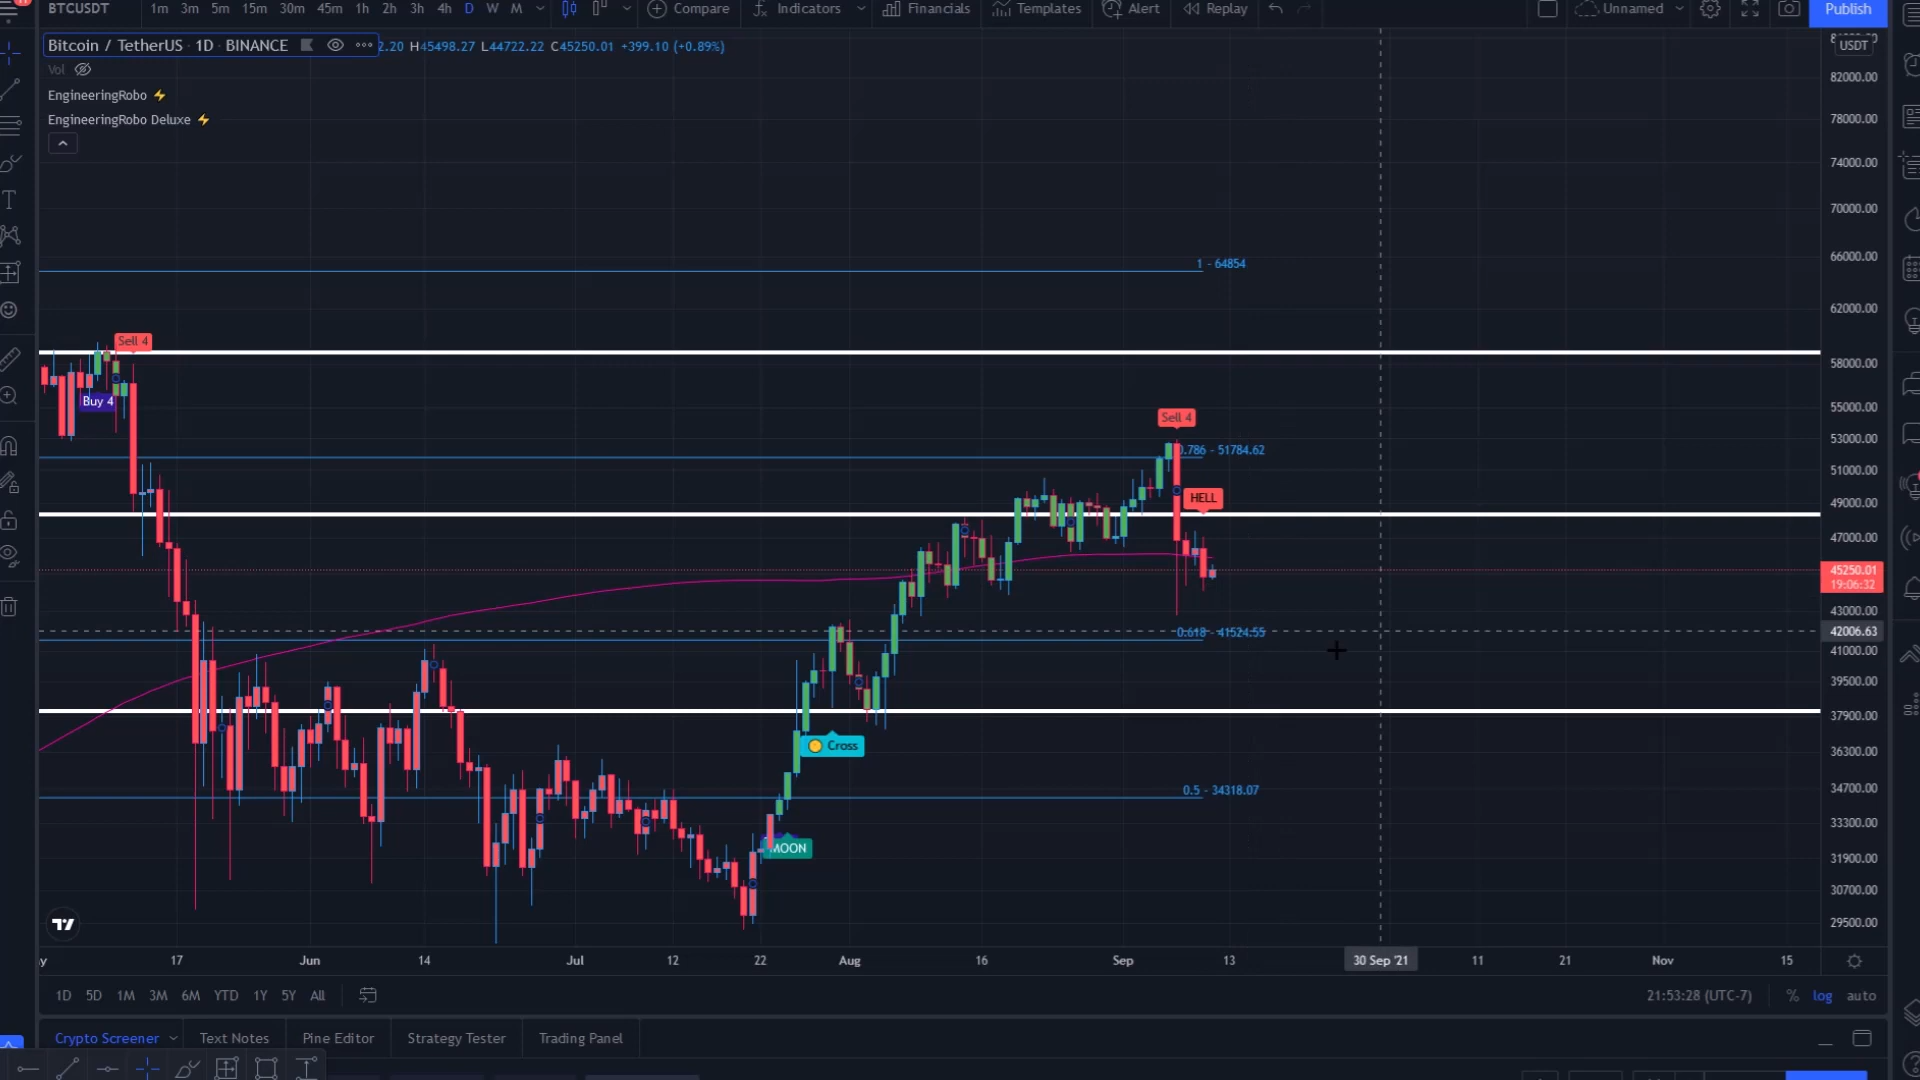 BTCUSDT 1m 3m 5m 15m 30m 45m 1h 2h 3h 4h D W M Compare Indicators Financials Templates Alert Replay Unnamed Publish
Bitcoin / TetherUS · 1D · BINANCE 2.20 H45498.27 L44722.22 C45250.01 +399.10 (+0.89%)
USDT
Vol
EngineeringRobo
EngineeringRobo Deluxe
82000.00
78000.00
74000.00
70000.00
66000.00
62000.00
58000.00
55000.00
53000.00
51000.00
49000.00
47000.00
45250.01
19:06:32
43000.00
42006.63
41000.00
39500.00
37900.00
36300.00
34700.00
33300.00
31900.00
30700.00
29500.00
1 - 64854
Sell 4
Buy 4
Sell 4
0.786 - 51784.62
HELL
0.618 - 41524.55
Cross
0.5 - 34318.07
MOON
17 Jun 14 Jul 12 22 Aug 16 Sep 13 30 Sep '21 11 21 Nov 15
1D 5D 1M 3M 6M YTD 1Y 5Y All 21:53:28 (UTC-7) % log auto
Crypto Screener Text Notes Pine Editor Strategy Tester Trading Panel